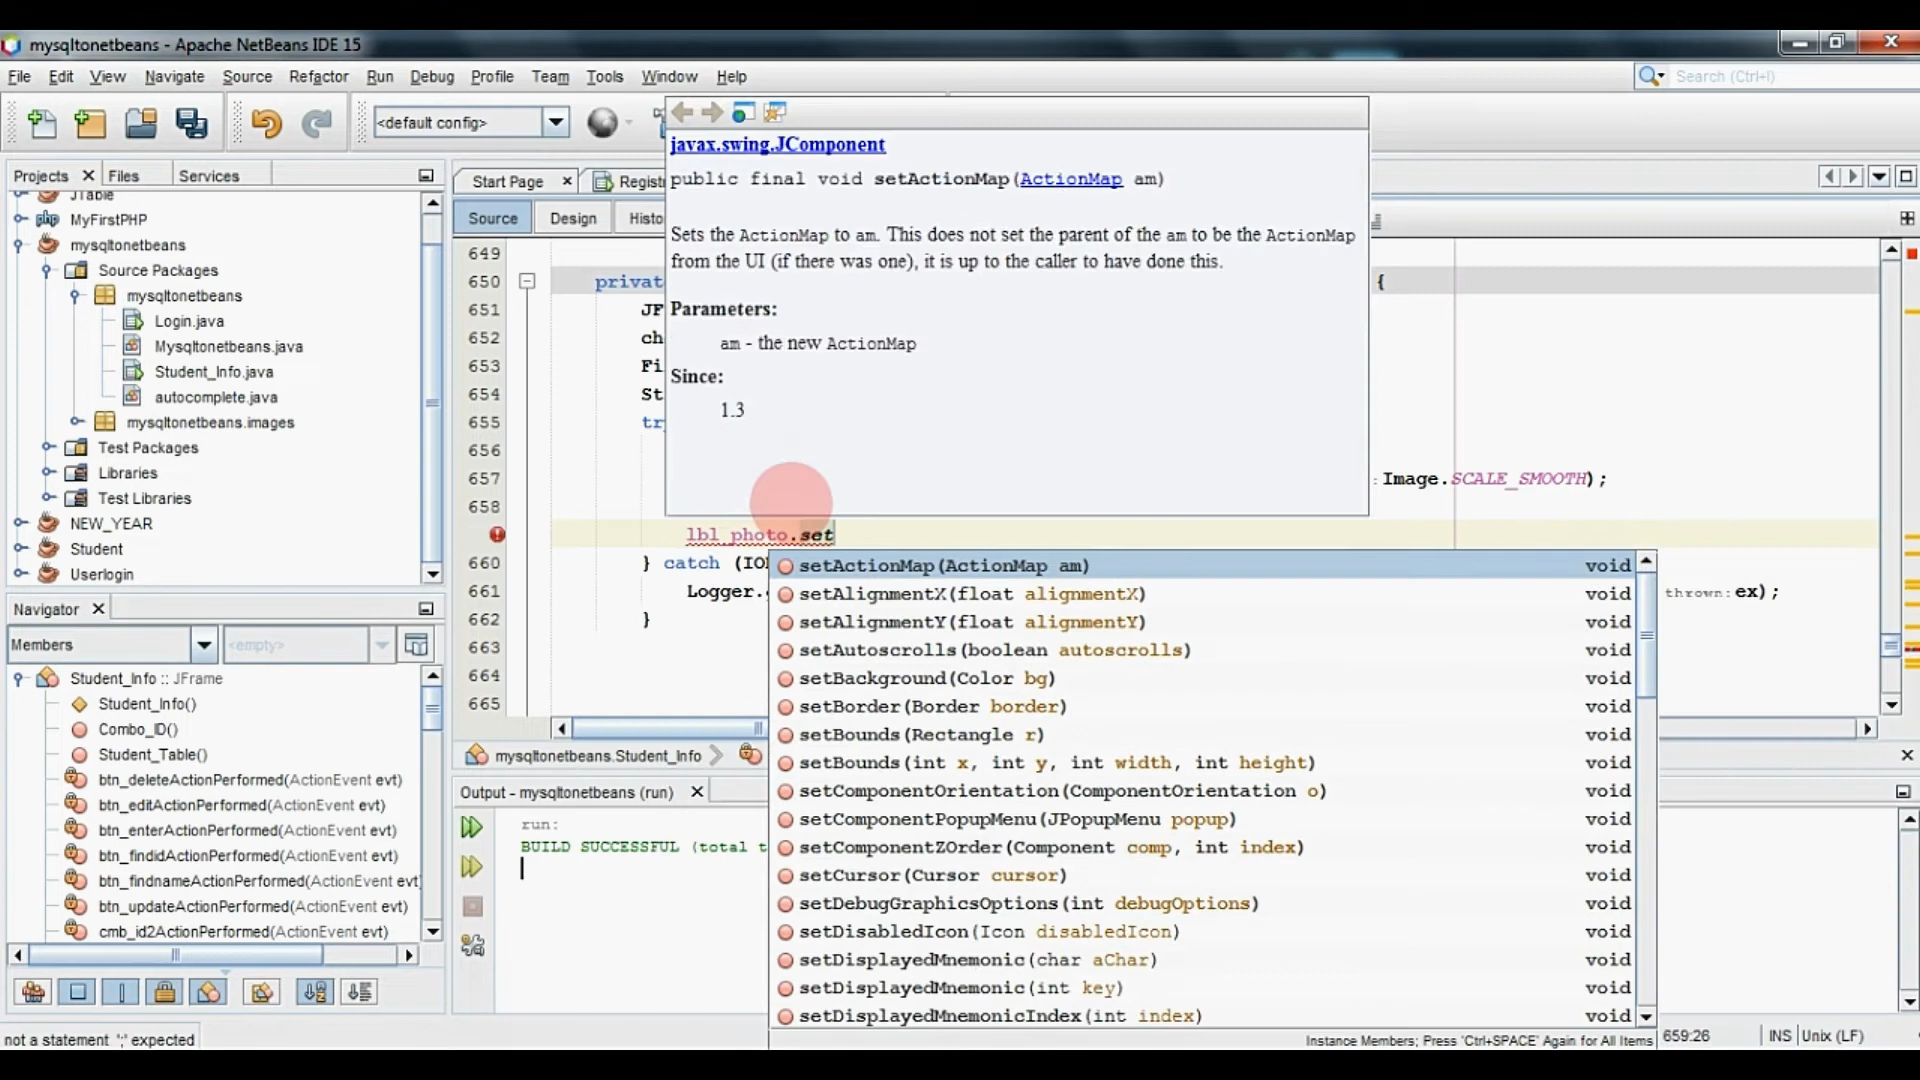 mysqltonetbeans - Apache NetBeans IDE 15
File Edit View Navigate Source Refactor Run Debug Profile Team Tools Window Help
Search (Ctrl+I)
<default config>
javax.swing.JComponent
public final void setActionMap(ActionMap am)
Sets the ActionMap to am. This does not set the parent of the am to be the ActionMap
from the UI (if there was one), it is up to the caller to have done this.
Parameters:
am - the new ActionMap
Since:
1.3
Projects Files Services
JTable
MyFirstPHP
mysqltonetbeans
Source Packages
mysqltonetbeans
Login.java
Mysqltonetbeans.java
Student_Info.java
autocomplete.java
mysqltonetbeans.images
Test Packages
Libraries
Test Libraries
NEW_YEAR
Student
Userlogin
Navigator
Members
<empty>
Student_Info :: JFrame
Student_Info()
Combo_ID()
Student_Table()
btn_deleteActionPerformed(ActionEvent evt)
btn_editActionPerformed(ActionEvent evt)
btn_enterActionPerformed(ActionEvent evt)
btn_findidActionPerformed(ActionEvent evt)
btn_findnameActionPerformed(ActionEvent evt
btn_updateActionPerformed(ActionEvent evt)
cmb_id2ActionPerformed(ActionEvent evt)
not a statement ';' expected
Start Page Registr
Source Design Histo
649
650 privat {
651 JF
652 ch
653 Fi
654 St
655 tr
656
657 : Image.SCALE_SMOOTH);
658
lbl_photo.set
660 } catch (IO
661 Logger. thrown: ex);
662 }
663
664
665
mysqltonetbeans.Student_Info
Output - mysqltonetbeans (run)
run:
BUILD SUCCESSFUL (total t
setActionMap(ActionMap am) void
setAlignmentX(float alignmentX) void
setAlignmentY(float alignmentY) void
setAutoscrolls(boolean autoscrolls) void
setBackground(Color bg) void
setBorder(Border border) void
setBounds(Rectangle r) void
setBounds(int x, int y, int width, int height) void
setComponentOrientation(ComponentOrientation o) void
setComponentPopupMenu(JPopupMenu popup) void
setComponentZOrder(Component comp, int index) void
setCursor(Cursor cursor) void
setDebugGraphicsOptions(int debugOptions) void
setDisabledIcon(Icon disabledIcon) void
setDisplayedMnemonic(char aChar) void
setDisplayedMnemonic(int key) void
setDisplayedMnemonicIndex(int index) void
Instance Members; Press 'Ctrl+SPACE' Again for All Items
659:26 INS Unix (LF)